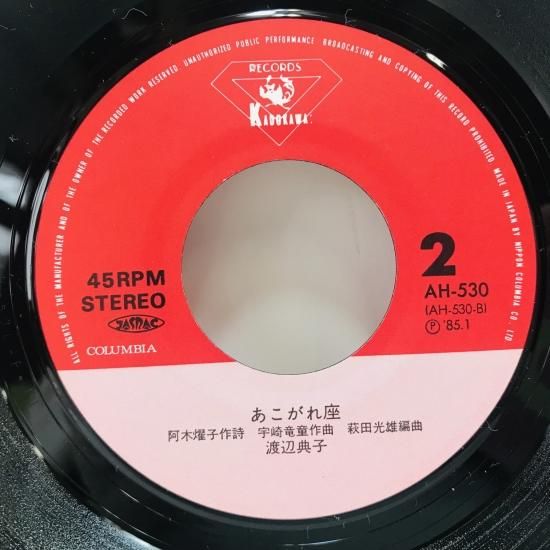 ALL RIGHTS OF THE MANUFACTURER AND OF THE OWNER OF THE RECORDED WORK RESERVED. UNAUTHORIZED PUBLIC PERFORMANCE BROADCASTING AND COPYING OF THIS RECORD PROHIBITED. MADE IN JAPAN BY NIPPON COLUMBIA CO., LTD
RECORDS
KADOKAWA
45RPM
STEREO
JASRAC
COLUMBIA
2
AH-530
(AH-530-B)
Ⓟ '85.1
あこがれ座
阿木燿子作詩 宇崎竜童作曲 萩田光雄編曲
渡辺典子